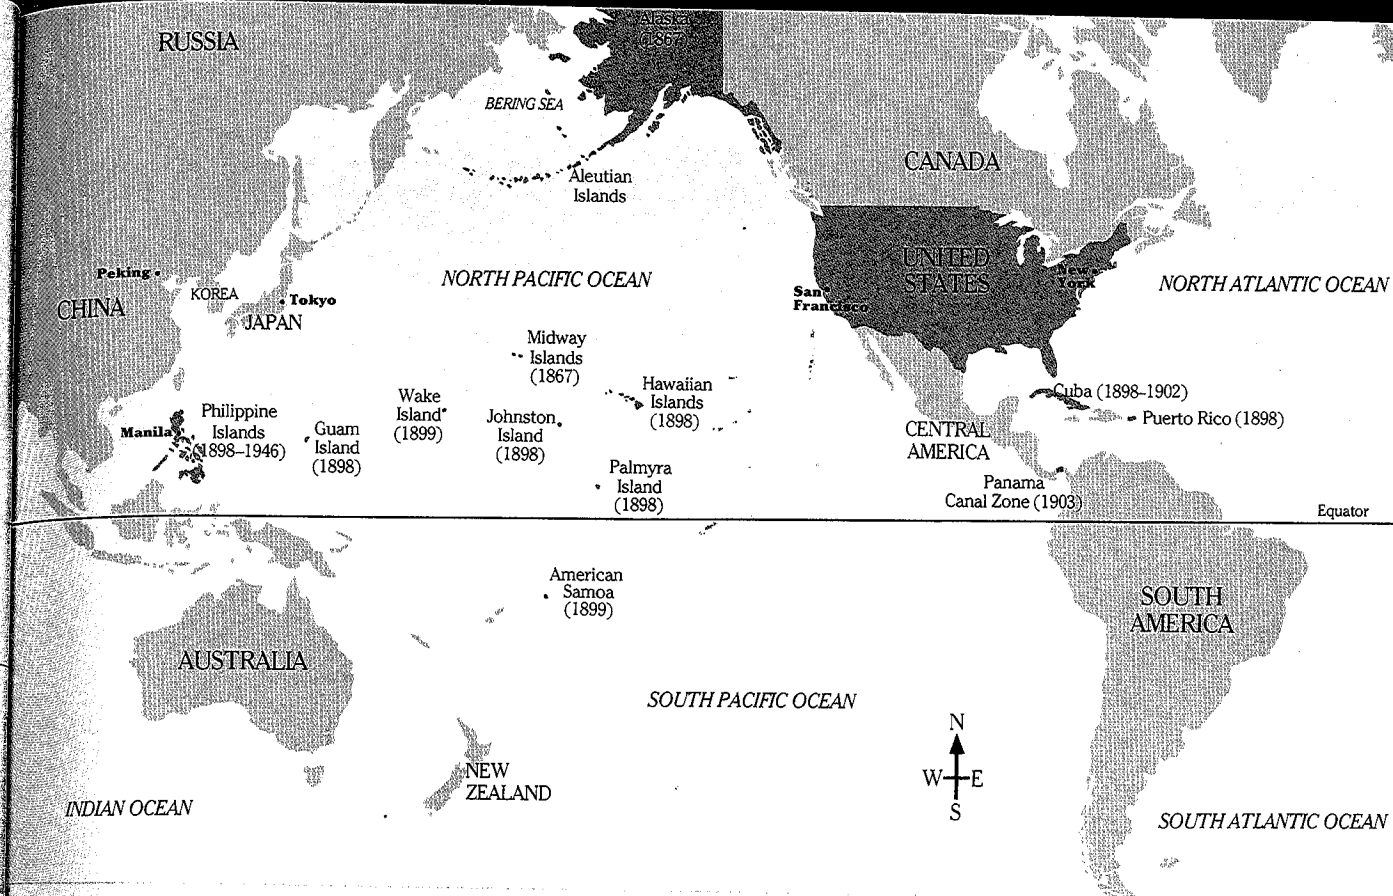 Alaska
(1867)
RUSSIA
BERING SEA
CANADA
Aleutian
Islands
UNITED
STATES
New
York
Peking
NORTH PACIFIC OCEAN
NORTH ATLANTIC OCEAN
KOREA
Tokyo
San
Francisco
CHINA
JAPAN
Midway
Islands
(1867)
Hawaiian
Islands
(1898)
Cuba (1898–1902)
Wake
Island
(1899)
Philippine
Islands
(1898–1946)
Manila
Guam
Island
(1898)
Johnston
Island
(1898)
Puerto Rico (1898)
CENTRAL
AMERICA
Palmyra
Island
(1898)
Panama
Canal Zone (1903)
Equator
American
Samoa
(1899)
SOUTH
AMERICA
AUSTRALIA
SOUTH PACIFIC OCEAN
N
W E
S
NEW
ZEALAND
INDIAN OCEAN
SOUTH ATLANTIC OCEAN